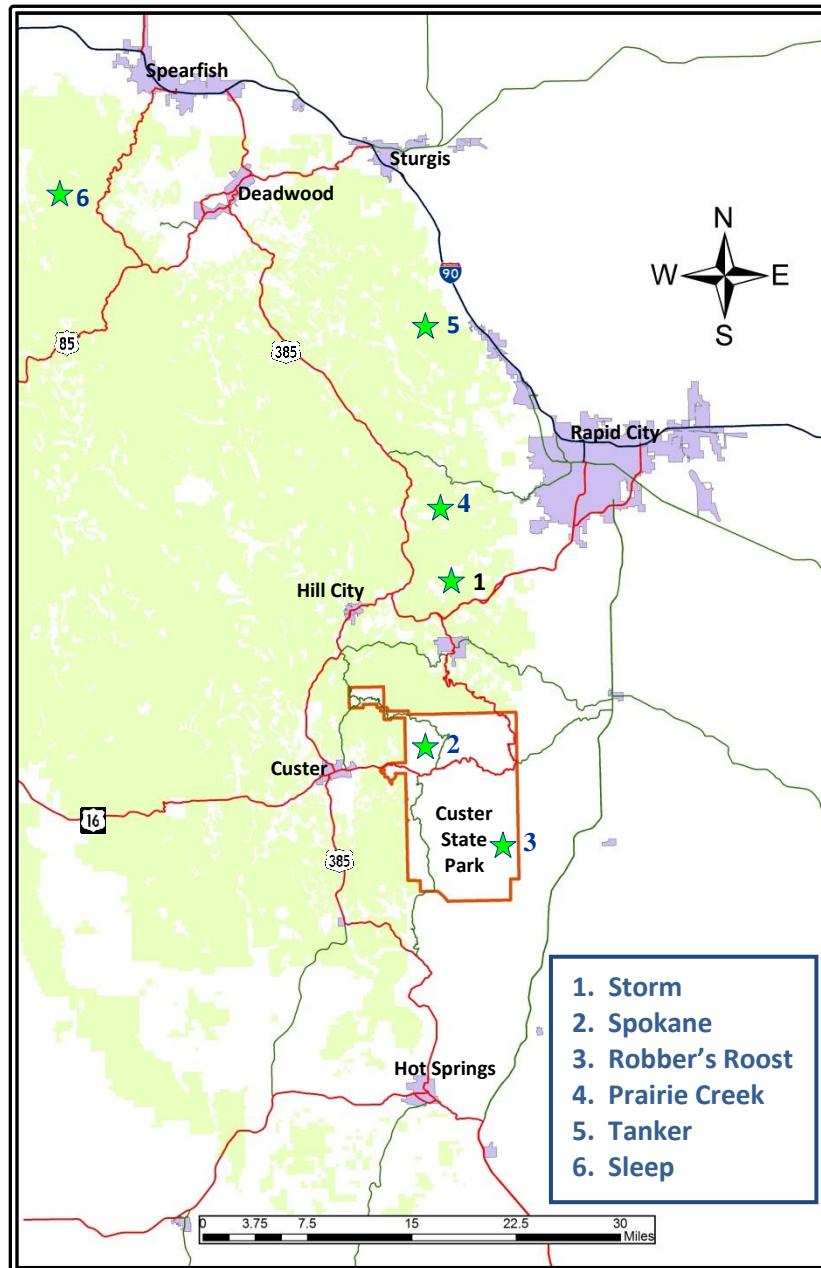 Spearfish
Sturgis
6
Deadwood
N
W E
S
90
5
85
385
Rapid City
4
1
Hill City
2
Custer
16
Custer
State
Park
3
385
1. Storm
2. Spokane
3. Robber’s Roost
4. Prairie Creek
5. Tanker
6. Sleep
Hot Springs
0 3.75 7.5 15 22.5 30
Miles